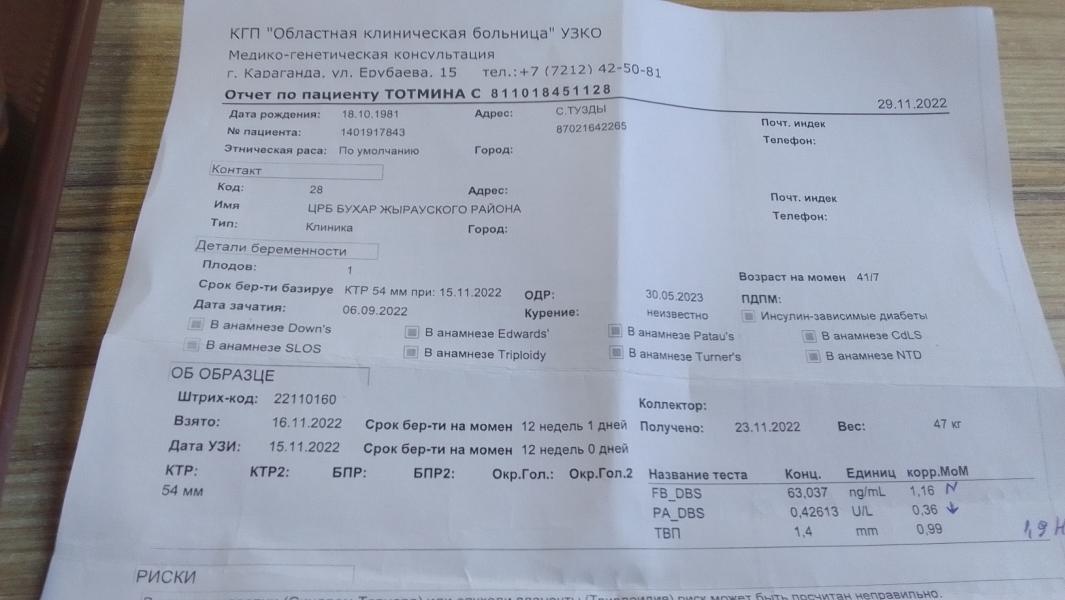 КГП "Областная клиническая больница" УЗКО
Медико-генетическая консультация
г. Караганда, ул. Ерубаева, 15 тел.:+7 (7212) 42-50-81
Отчет по пациенту ТОТМИНА С 811018451128 29.11.2022
Дата рождения: 18.10.1981 Адрес: С.ТУЗДЫ Почт. индек
№ пациента: 1401917843 87021642265 Телефон:
Этническая раса: По умолчанию Город:
Контакт
Код: 28 Адрес: Почт. индек
Имя ЦРБ БУХАР ЖЫРАУСКОГО РАЙОНА Телефон:
Тип: Клиника Город:
Детали беременности
Плодов: 1 Возраст на момен 41/7
Срок бер-ти базируе КТР 54 мм при: 15.11.2022 ОДР: 30.05.2023 ПДПМ:
Дата зачатия: 06.09.2022 Курение: неизвестно Инсулин-зависимые диабеты
В анамнезе Down's В анамнезе Edwards' В анамнезе Patau's В анамнезе CdLS
В анамнезе SLOS В анамнезе Triploidy В анамнезе Turner's В анамнезе NTD
ОБ ОБРАЗЦЕ
Штрих-код: 22110160 Коллектор:
Взято: 16.11.2022 Срок бер-ти на момен 12 недель 1 дней Получено: 23.11.2022 Вес: 47 кг
Дата УЗИ: 15.11.2022 Срок бер-ти на момен 12 недель 0 дней
КТР: КТР2: БПР: БПР2: Окр.Гол.: Окр.Гол.2 Название теста Конц. Единиц корр.МоМ
54 мм FB_DBS 63,037 ng/mL 1,16 N
PA_DBS 0,42613 U/L 0,36 ↓
ТВП 1,4 mm 0,99 1,9 Н
РИСКИ
риск может быть посчитан неправильно.